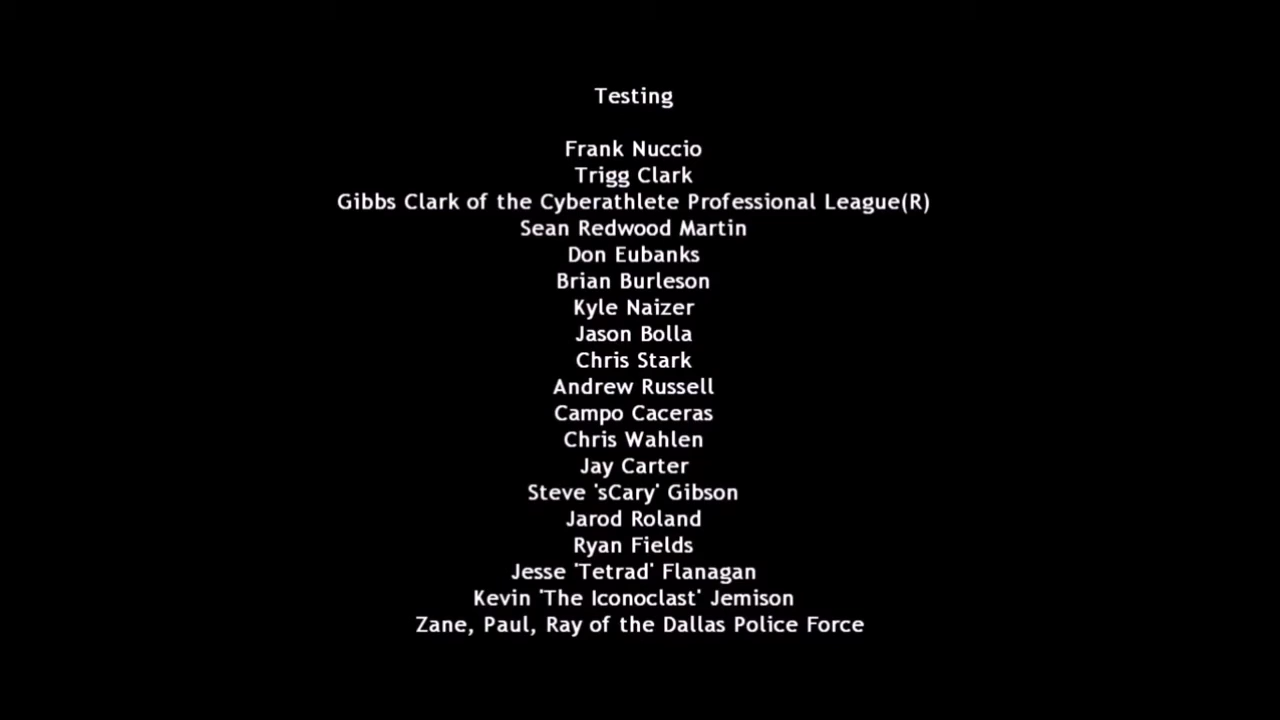 Testing
Frank Nuccio
Trigg Clark
Gibbs Clark of the Cyberathlete Professional League(R)
Sean Redwood Martin
Don Eubanks
Brian Burleson
Kyle Naizer
Jason Bolla
Chris Stark
Andrew Russell
Campo Caceras
Chris Wahlen
Jay Carter
Steve 'sCary' Gibson
Jarod Roland
Ryan Fields
Jesse 'Tetrad' Flanagan
Kevin 'The Iconoclast' Jemison
Zane, Paul, Ray of the Dallas Police Force